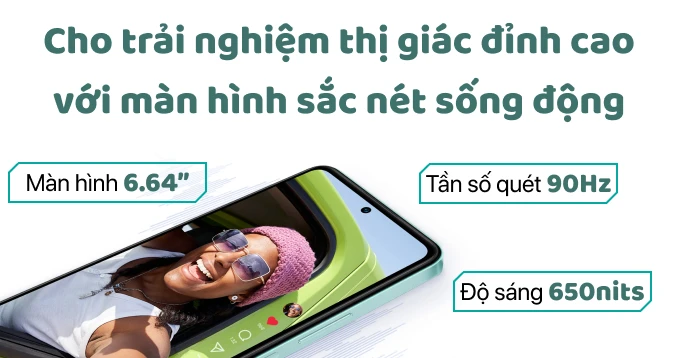 Cho trải nghiệm thị giác đỉnh cao
với màn hình sắc nét sống động
Màn hình 6.64"
Tần số quét 90Hz
Độ sáng 650nits